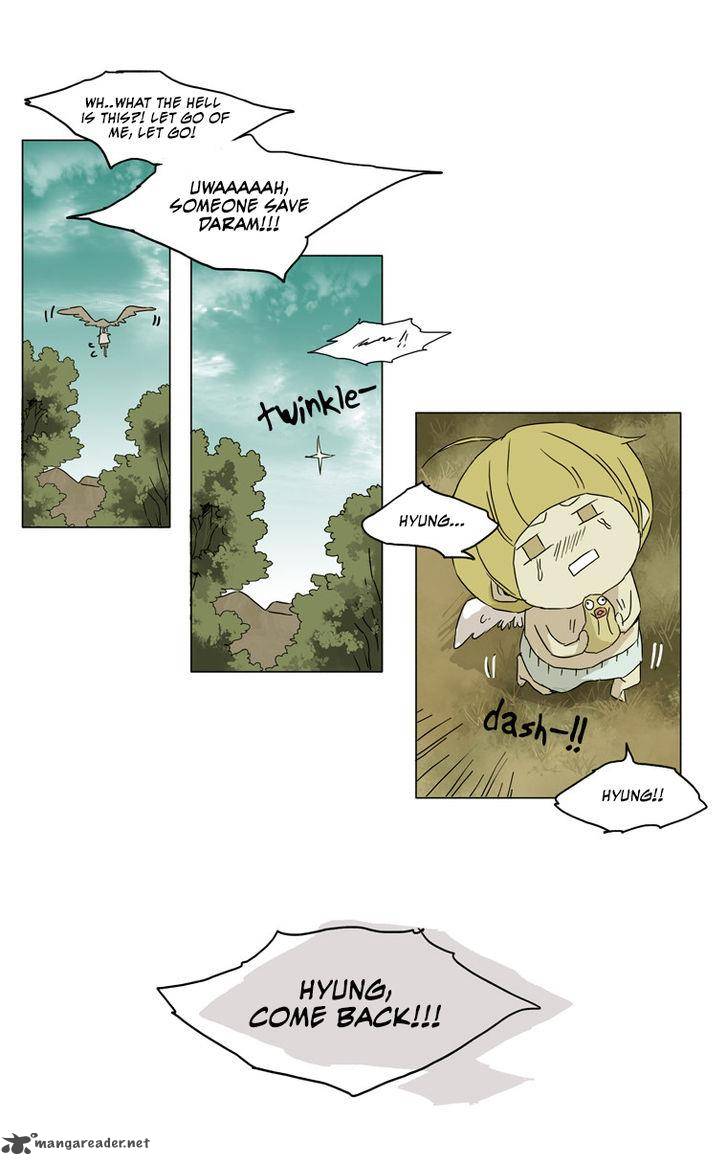 WH..WHAT THE HELL
IS THIS?! LET GO OF
ME, LET GO!
UWAAAAAH,
SOMEONE SAVE
DARAM!!!
twinkle-
HYUNG...
dash-!!
HYUNG!!
HYUNG,
COME BACK!!!
mangareader.net